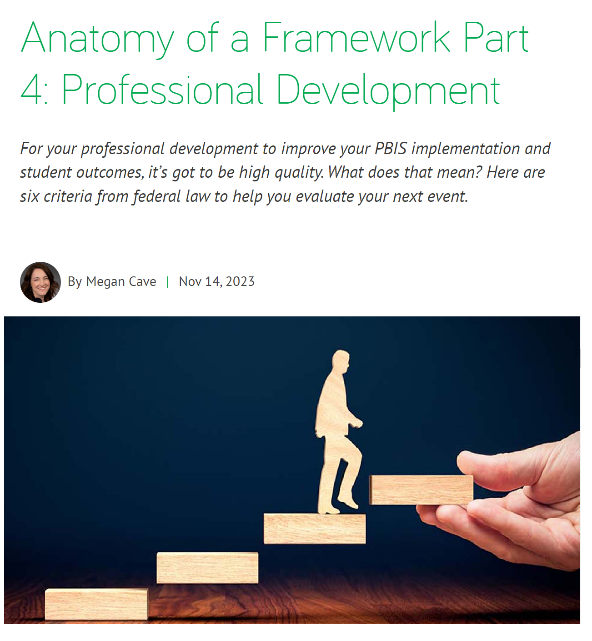 Anatomy of a Framework Part
4: Professional Development
For your professional development to improve your PBIS implementation and
student outcomes, it's got to be high quality. What does that mean? Here are
six criteria from federal law to help you evaluate your next event.
By Megan Cave | Nov 14, 2023